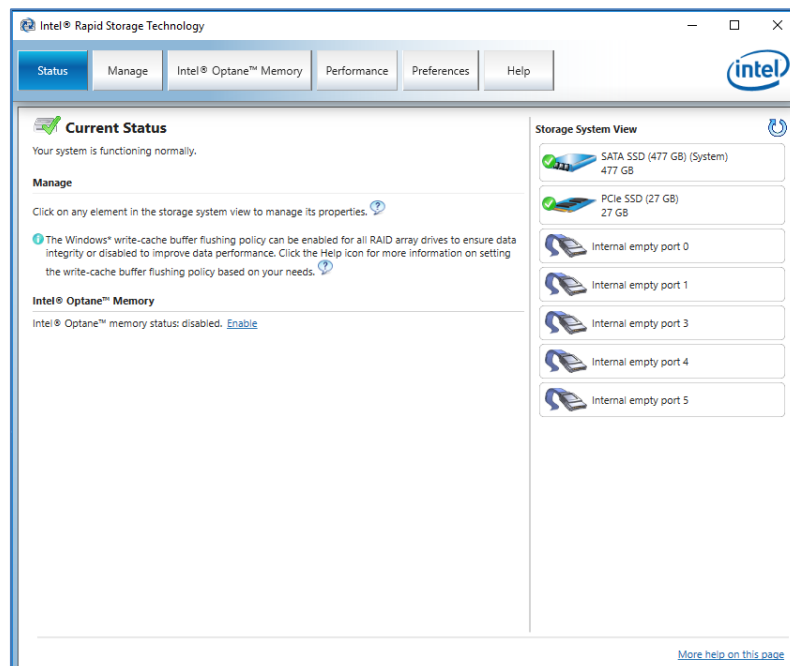 Intel® Rapid Storage Technology
Status
Manage
Intel® Optane™ Memory
Performance
Preferences
Help
intel
Current Status
Your system is functioning normally.
Manage
Click on any element in the storage system view to manage its properties.
The Windows* write-cache buffer flushing policy can be enabled for all RAID array drives to ensure data
integrity or disabled to improve data performance. Click the Help icon for more information on setting
the write-cache buffer flushing policy based on your needs.
Intel® Optane™ Memory
Intel® Optane™ memory status: disabled. Enable
Storage System View
SATA SSD (477 GB) (System)
477 GB
PCIe SSD (27 GB)
27 GB
Internal empty port 0
Internal empty port 1
Internal empty port 3
Internal empty port 4
Internal empty port 5
More help on this page